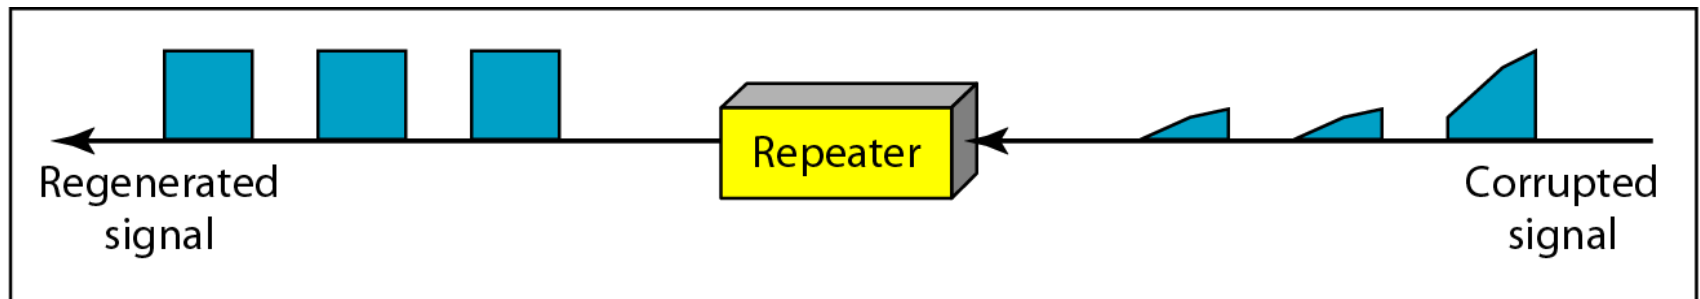 Repeater
Regenerated
signal
Corrupted
signal